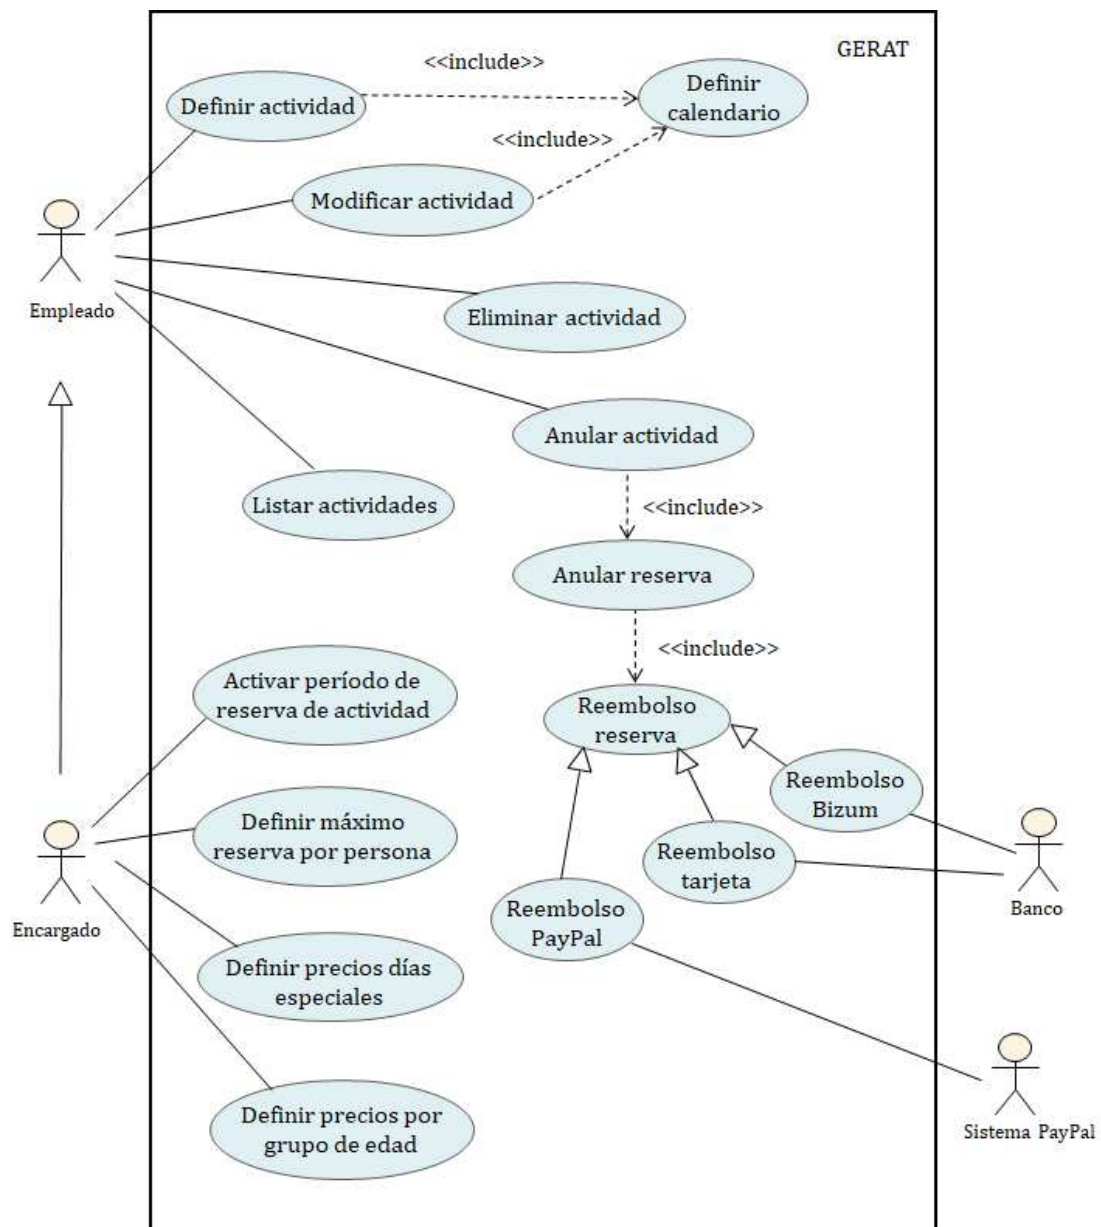 GERAT
<<include>>
Definir
calendario
Definir actividad
<<include>>
Modificar actividad
Empleado
Eliminar actividad
Anular actividad
Listar actividades
<<include>>
Anular reserva
<<include>>
Activar período de
reserva de actividad
Reembolso
reserva
Reembolso
Bizum
Definir máximo
reserva por persona
Reembolso
tarjeta
Reembolso
PayPal
Banco
Encargado
Definir precios días
especiales
Definir precios por
grupo de edad
Sistema PayPal